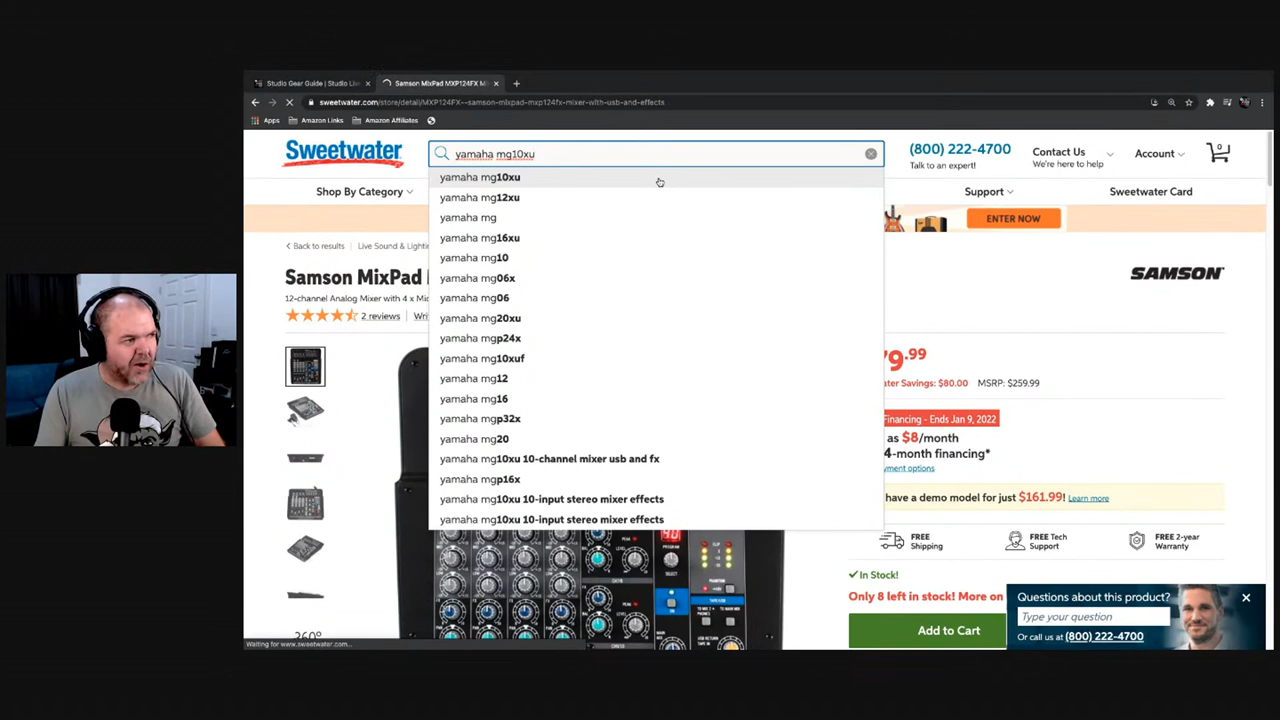 Studio Gear Guide | Studio Liv
Samson MixPad MXP124FX Mi
sweetwater.com/store/detail/MXP124FX--samson-mixpad-mxp124fx-mixer-with-usb-and-effects
Apps
Amazon Links
Amazon Affiliates
Sweetwater
yamaha mg10xu
(800) 222-4700
Talk to an expert!
Contact Us
We're here to help
Account
0
Shop By Category
Support
Sweetwater Card
ENTER NOW
yamaha mg10xu
yamaha mg12xu
yamaha mg
yamaha mg16xu
yamaha mg10
yamaha mg06x
yamaha mg06
yamaha mg20xu
yamaha mgp24x
yamaha mg10xuf
yamaha mg12
yamaha mg16
yamaha mgp32x
yamaha mg20
yamaha mg10xu 10-channel mixer usb and fx
yamaha mgp16x
yamaha mg10xu 10-input stereo mixer effects
yamaha mg10xu 10-input stereo mixer effects
Back to results
Live Sound & Lightin
Samson MixPad
12-channel Analog Mixer with 4 x Mic
2 reviews
Writ
SAMSON
79.99
ater Savings: $80.00
MSRP: $259.99
Financing - Ends Jan 9, 2022
as $8/month
4-month financing*
yment options
have a demo model for just $161.99! Learn more
FREE
Shipping
FREE Tech
Support
FREE 2-year
Warranty
In Stock!
Only 8 left in stock! More on
Add to Cart
Questions about this product?
Type your question
Or call us at (800) 222-4700
360°
Waiting for www.sweetwater.com...